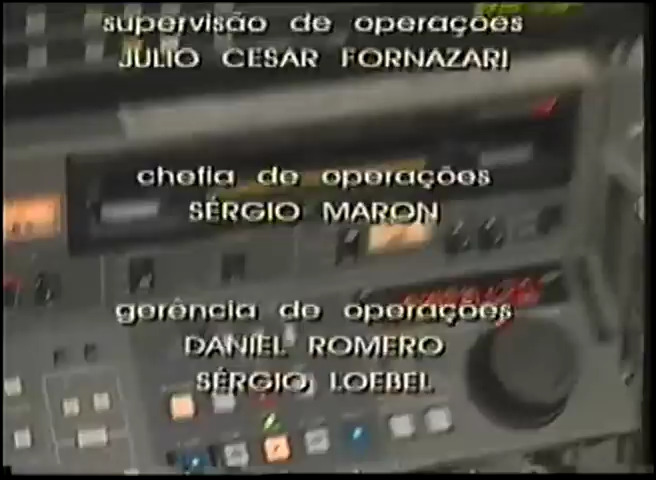 supervisão de operações
JULIO CESAR FORNAZARI
chefia de operações
SÉRGIO MARON
gerência de operações
DANIEL ROMERO
SÉRGIO LOEBEL